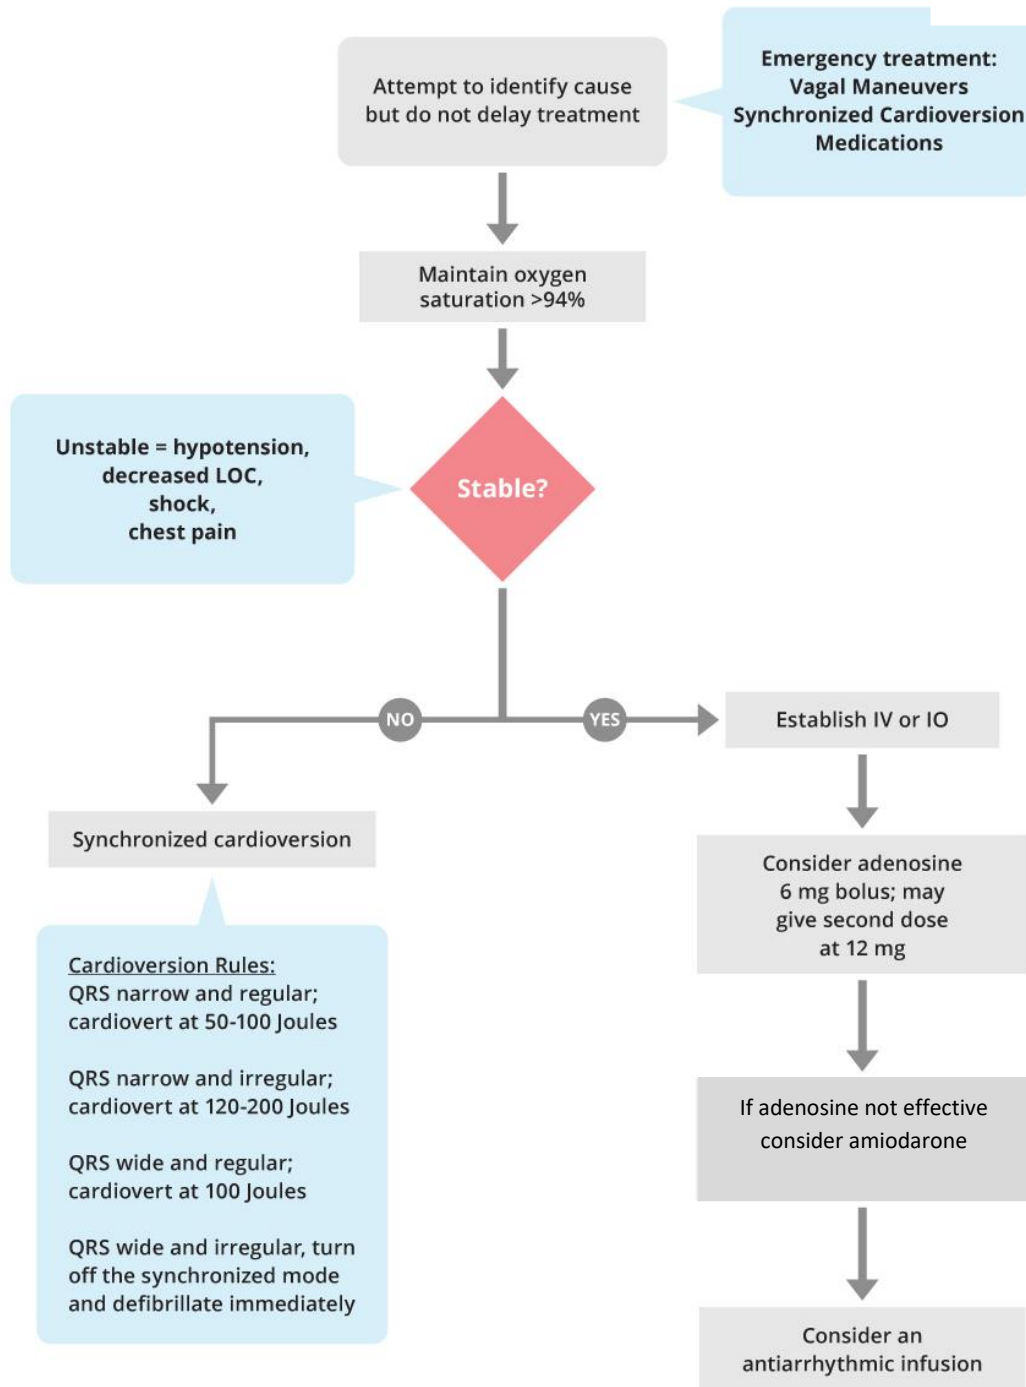 Attempt to identify cause
but do not delay treatment
Emergency treatment:
Vagal Maneuvers
Synchronized Cardioversion
Medications
Maintain oxygen
saturation >94%
Unstable = hypotension,
decreased LOC,
shock,
chest pain
Stable?
NO
YES
Establish IV or IO
Synchronized cardioversion
Consider adenosine
6 mg bolus; may
give second dose
at 12 mg
Cardioversion Rules:
QRS narrow and regular;
cardiovert at 50-100 Joules
QRS narrow and irregular;
cardiovert at 120-200 Joules
QRS wide and regular;
cardiovert at 100 Joules
QRS wide and irregular, turn
off the synchronized mode
and defibrillate immediately
If adenosine not effective
consider amiodarone
Consider an
antiarrhythmic infusion